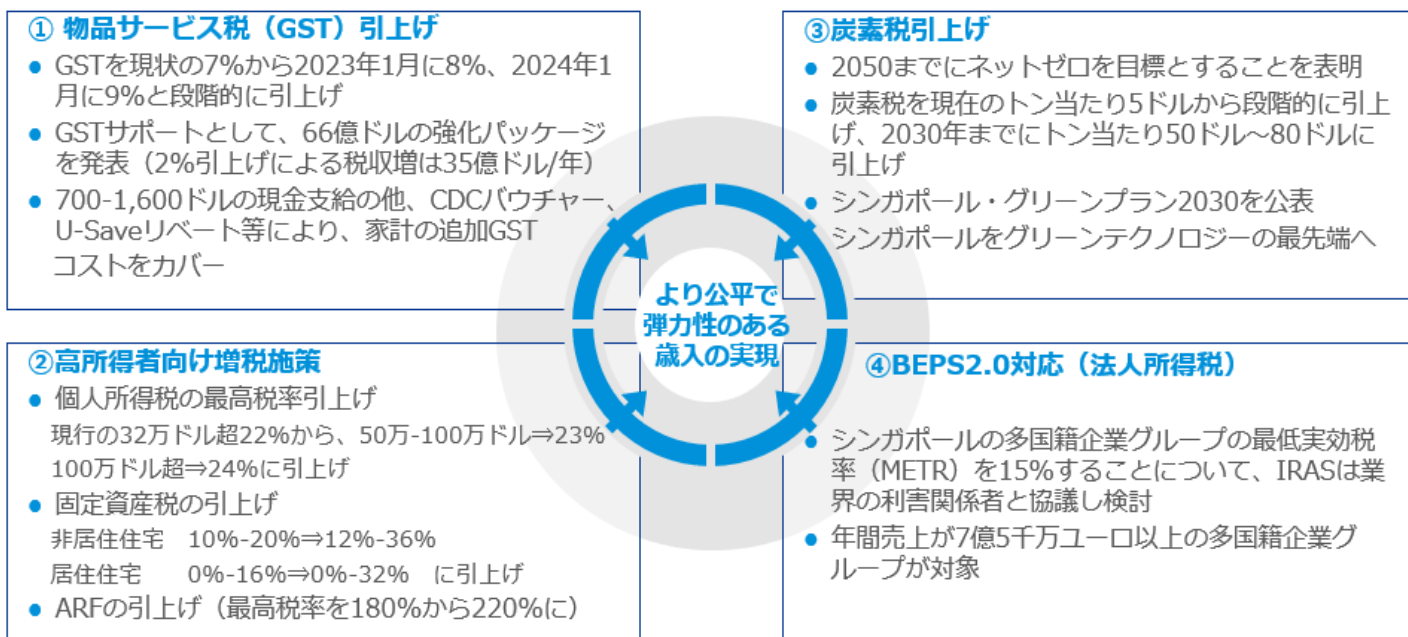 ① 物品サービス税（GST）引上げ
● GSTを現状の7%から2023年1月に8%、2024年1
月に9%と段階的に引上げ
● GSTサポートとして、66億ドルの強化パッケージ
を発表（2%引上げによる税収増は35億ドル/年）
● 700-1,600ドルの現金支給の他、CDCバウチャー、
U-Saveリベート等により、家計の追加GST
コストをカバー
②高所得者向け増税施策
● 個人所得税の最高税率引上げ
現行の32万ドル超22%から、50万-100万ドル⇒23%
100万ドル超⇒24%に引上げ
● 固定資産税の引上げ
非居住住宅　10%-20%⇒12%-36%
居住住宅　　0%-16%⇒0%-32%　に引上げ
● ARFの引上げ（最高税率を180%から220%に）
より公平で
弾力性のある
歳入の実現
③炭素税引上げ
● 2050までにネットゼロを目標とすることを表明
● 炭素税を現在のトン当たり5ドルから段階的に引上
げ、2030年までにトン当たり50ドル～80ドルに
引上げ
● シンガポール・グリーンプラン2030を公表
● シンガポールをグリーンテクノロジーの最先端へ
④BEPS2.0対応（法人所得税）
● シンガポールの多国籍企業グループの最低実効税
率（METR）を15%することについて、IRASは業
界の利害関係者と協議し検討
● 年間売上が7億5千万ユーロ以上の多国籍企業グ
ループが対象